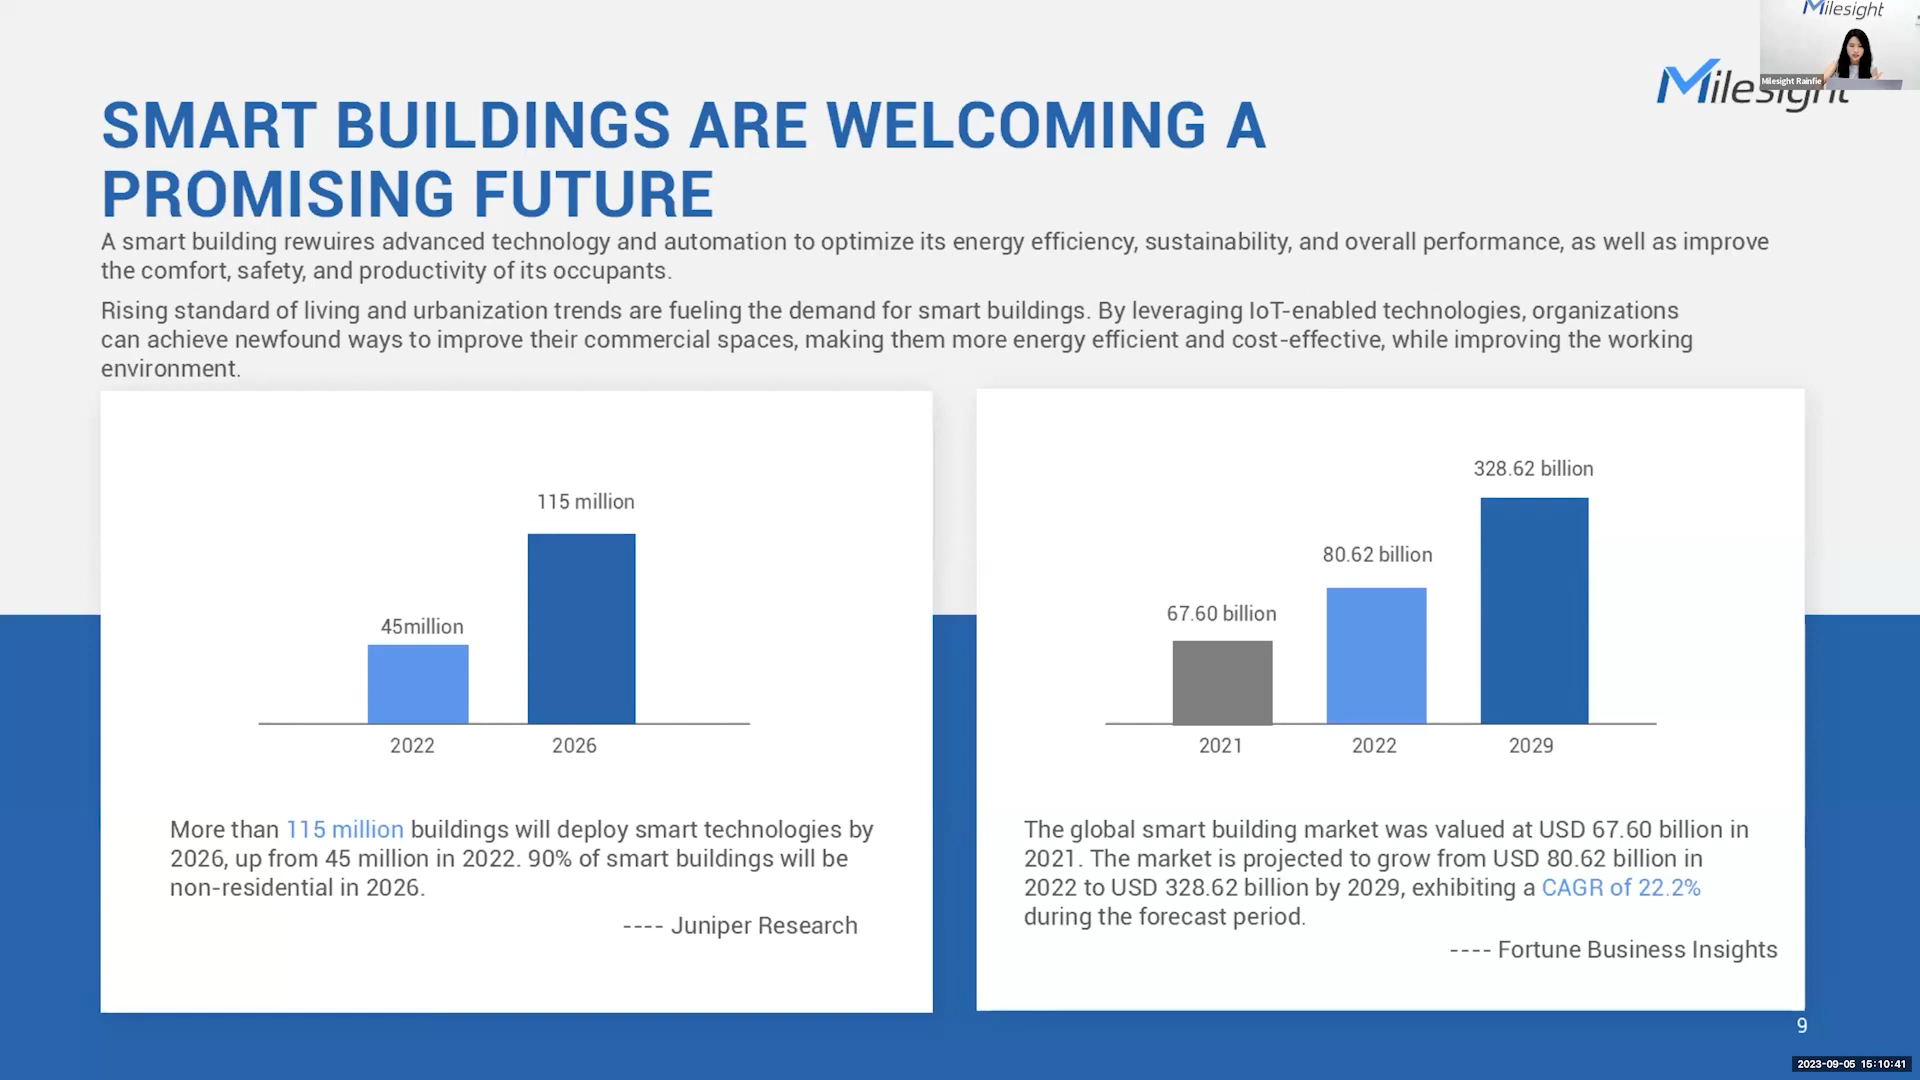 Milesight
Milesight Rainfie
Milesight
SMART BUILDINGS ARE WELCOMING A
PROMISING FUTURE
A smart building rewuires advanced technology and automation to optimize its energy efficiency, sustainability, and overall performance, as well as improve
the comfort, safety, and productivity of its occupants.
Rising standard of living and urbanization trends are fueling the demand for smart buildings. By leveraging IoT-enabled technologies, organizations
can achieve newfound ways to improve their commercial spaces, making them more energy efficient and cost-effective, while improving the working
environment.
115 million
45million
2022
2026
More than 115 million buildings will deploy smart technologies by
2026, up from 45 million in 2022. 90% of smart buildings will be
non-residential in 2026.
---- Juniper Research
328.62 billion
80.62 billion
67.60 billion
2021
2022
2029
The global smart building market was valued at USD 67.60 billion in
2021. The market is projected to grow from USD 80.62 billion in
2022 to USD 328.62 billion by 2029, exhibiting a CAGR of 22.2%
during the forecast period.
---- Fortune Business Insights
9
2023-09-05 15:10:41